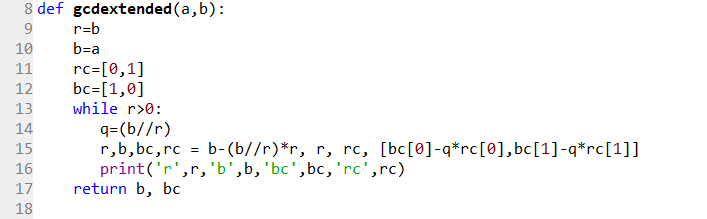 8 def gcdextended(a,b):
9     r=b
10     b=a
11     rc=[0,1]
12     bc=[1,0]
13     while r>0:
14        q=(b//r)
15        r,b,bc,rc = b-(b//r)*r, r, rc, [bc[0]-q*rc[0],bc[1]-q*rc[1]]
16        print('r',r,'b',b,'bc',bc,'rc',rc)
17     return b, bc
18